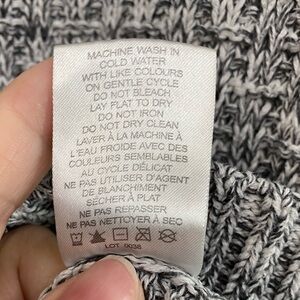 MACHINE WASH IN
COLD WATER
WITH LIKE COLOURS
ON GENTLE CYCLE
DO NOT BLEACH
LAY FLAT TO DRY
DO NOT IRON
DO NOT DRY CLEAN
LAVER À LA MACHINE À
L'EAU FROIDE AVEC DES
COULEURS SEMBLABLES
AU CYCLE DÉLICAT
NE PAS UTILISER D'AGENT
DE BLANCHIMENT
SÉCHER À PLAT
NE PAS REPASSER
NE PAS NETTOYER À SEC
LOT 0038